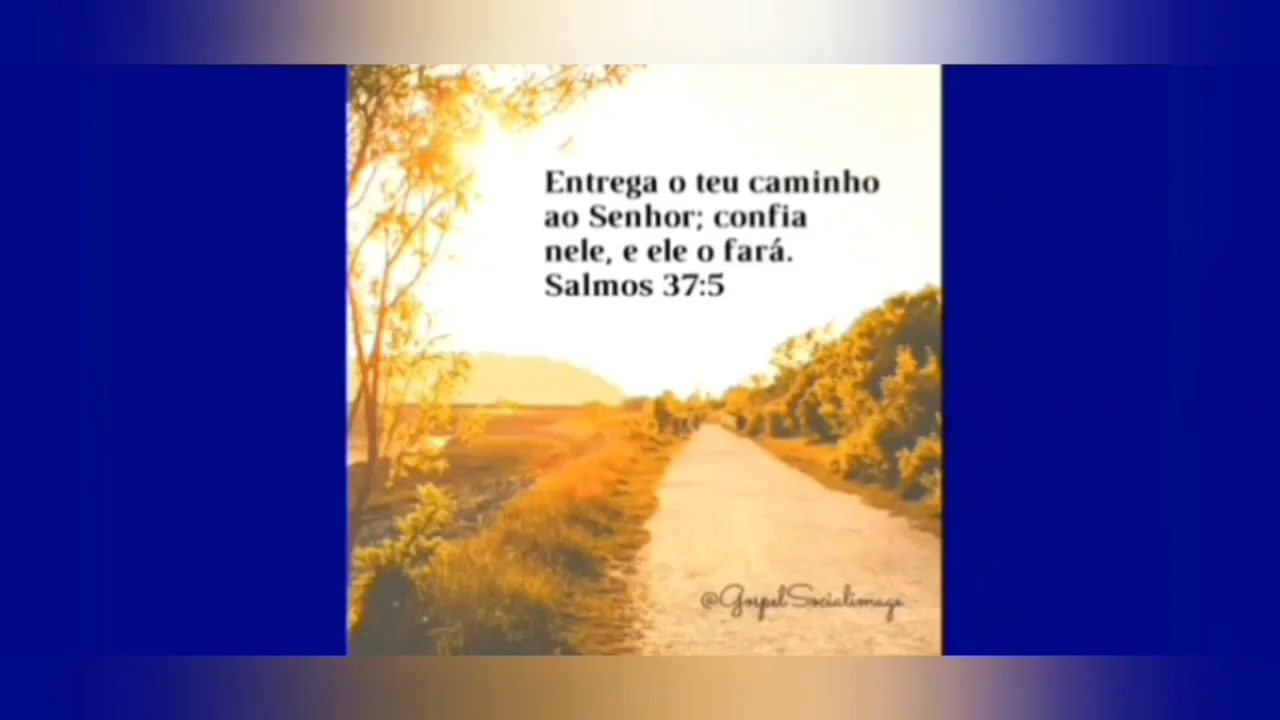 Entrega o teu caminho
ao Senhor; confia
nele, e ele o fará.
Salmos 37:5
@GospelSocialimage